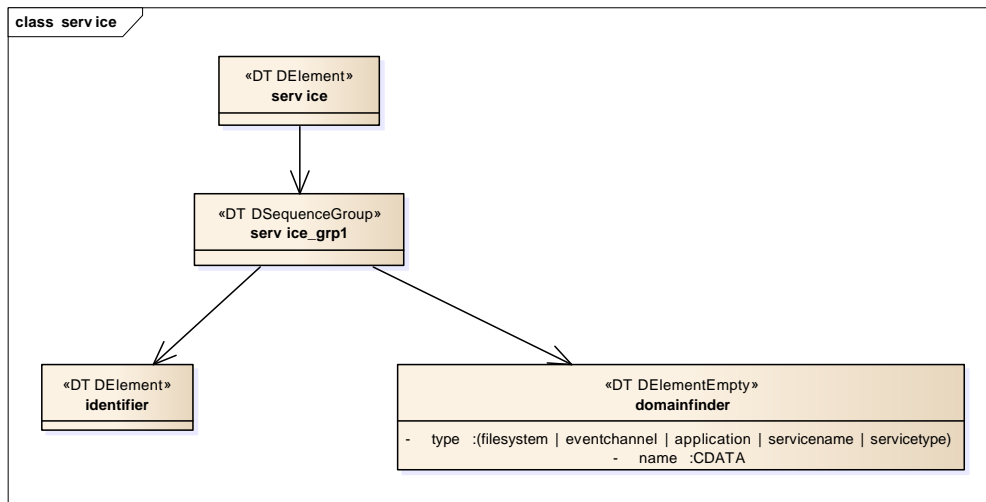 class service
«DTDElement»
service
«DTDSequenceGroup»
service_grp1
«DTDElement»
identifier
«DTDElementEmpty»
domainfinder
- type :(filesystem | eventchannel | application | servicename | servicetype)
- name :CDATA